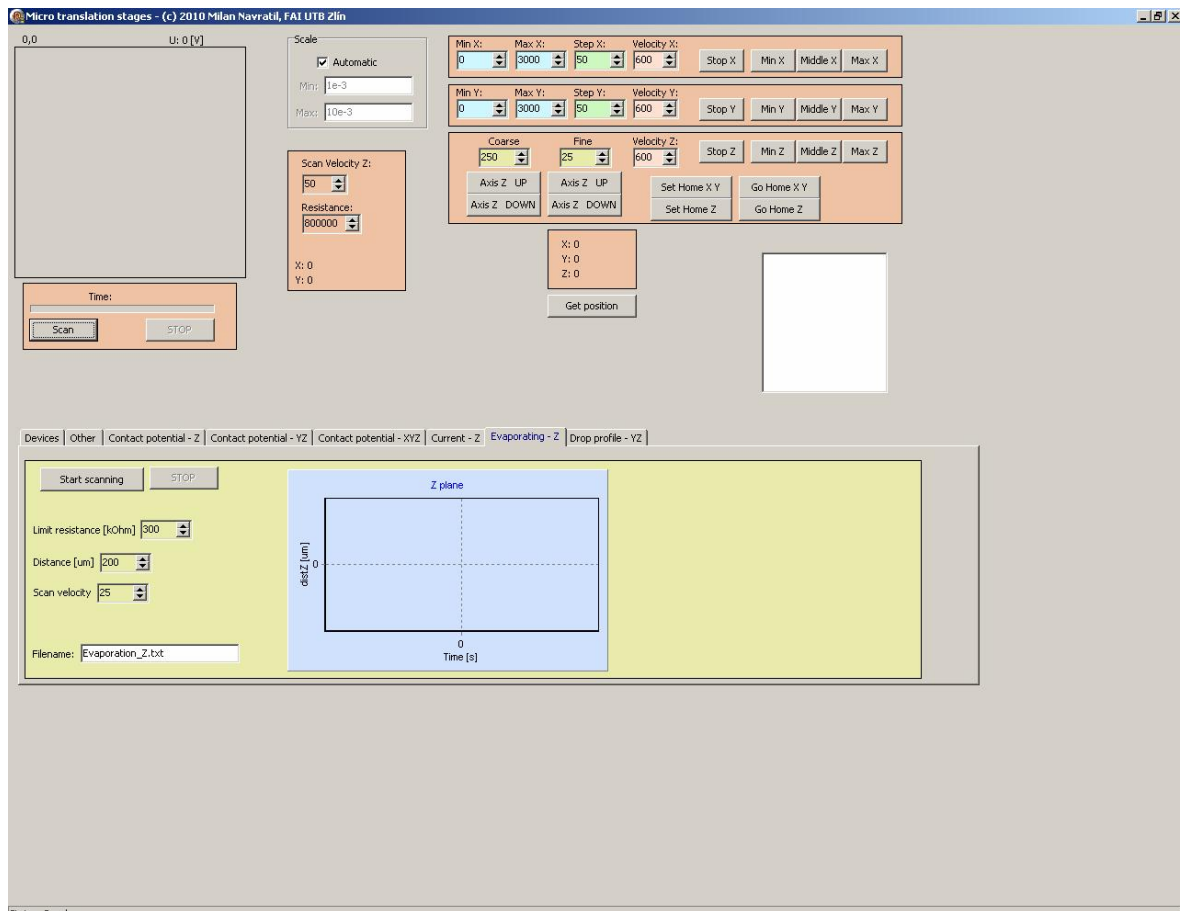 Micro translation stages - (c) 2010 Milan Navratil, FAI UTB Zlín
0,0 U: 0 [V]
Scale
Automatic
Min: 1e-3
Max: 10e-3
Min X: Max X: Step X: Velocity X:
0 3000 50 600 Stop X Min X Middle X Max X
Min Y: Max Y: Step Y: Velocity Y:
0 3000 50 600 Stop Y Min Y Middle Y Max Y
Coarse Fine Velocity Z:
250 25 600 Stop Z Min Z Middle Z Max Z
Axis Z UP Axis Z UP Set Home X Y Go Home X Y
Axis Z DOWN Axis Z DOWN Set Home Z Go Home Z
Scan Velocity Z:
50
Resistance:
800000
X: 0
Y: 0
X: 0
Y: 0
Z: 0
Get position
Time:
Scan STOP
Devices Other Contact potential - Z Contact potential - YZ Contact potential - XYZ Current - Z Evaporating - Z Drop profile - YZ
Start scanning STOP
Limit resistance [kOhm] 300
Distance [um] 200
Scan velocity 25
Filename: Evaporation_Z.txt
Z plane
distZ [um]
0
0
Time [s]